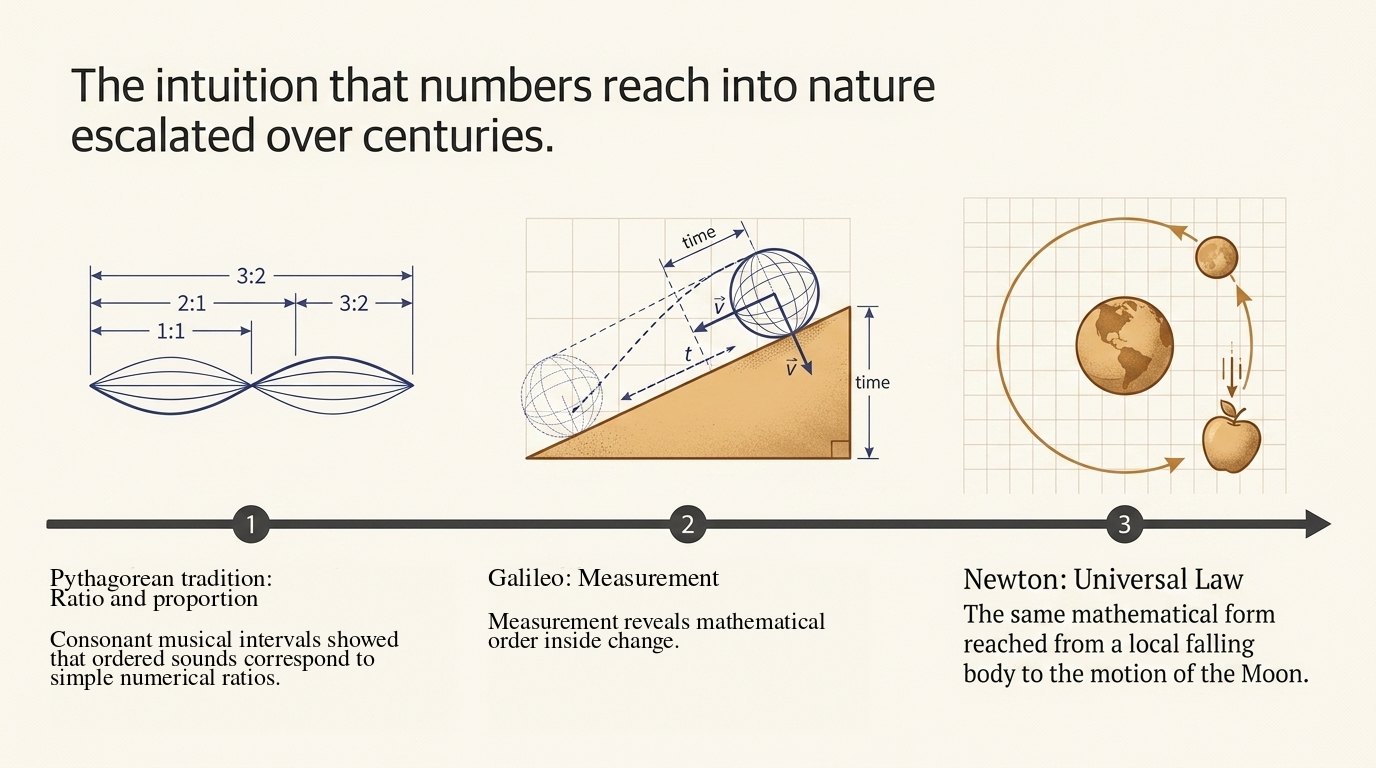 The intuition that numbers reach into nature
escalated over centuries.
3:2
2:1
3:2
1:1
time
v⃗
t
v⃗
time
1
2
3
Pythagorean tradition:
Ratio and proportion
Consonant musical intervals showed
that ordered sounds correspond to
simple numerical ratios.
Galileo: Measurement
Measurement reveals mathematical
order inside change.
Newton: Universal Law
The same mathematical form
reached from a local falling
body to the motion of the Moon.